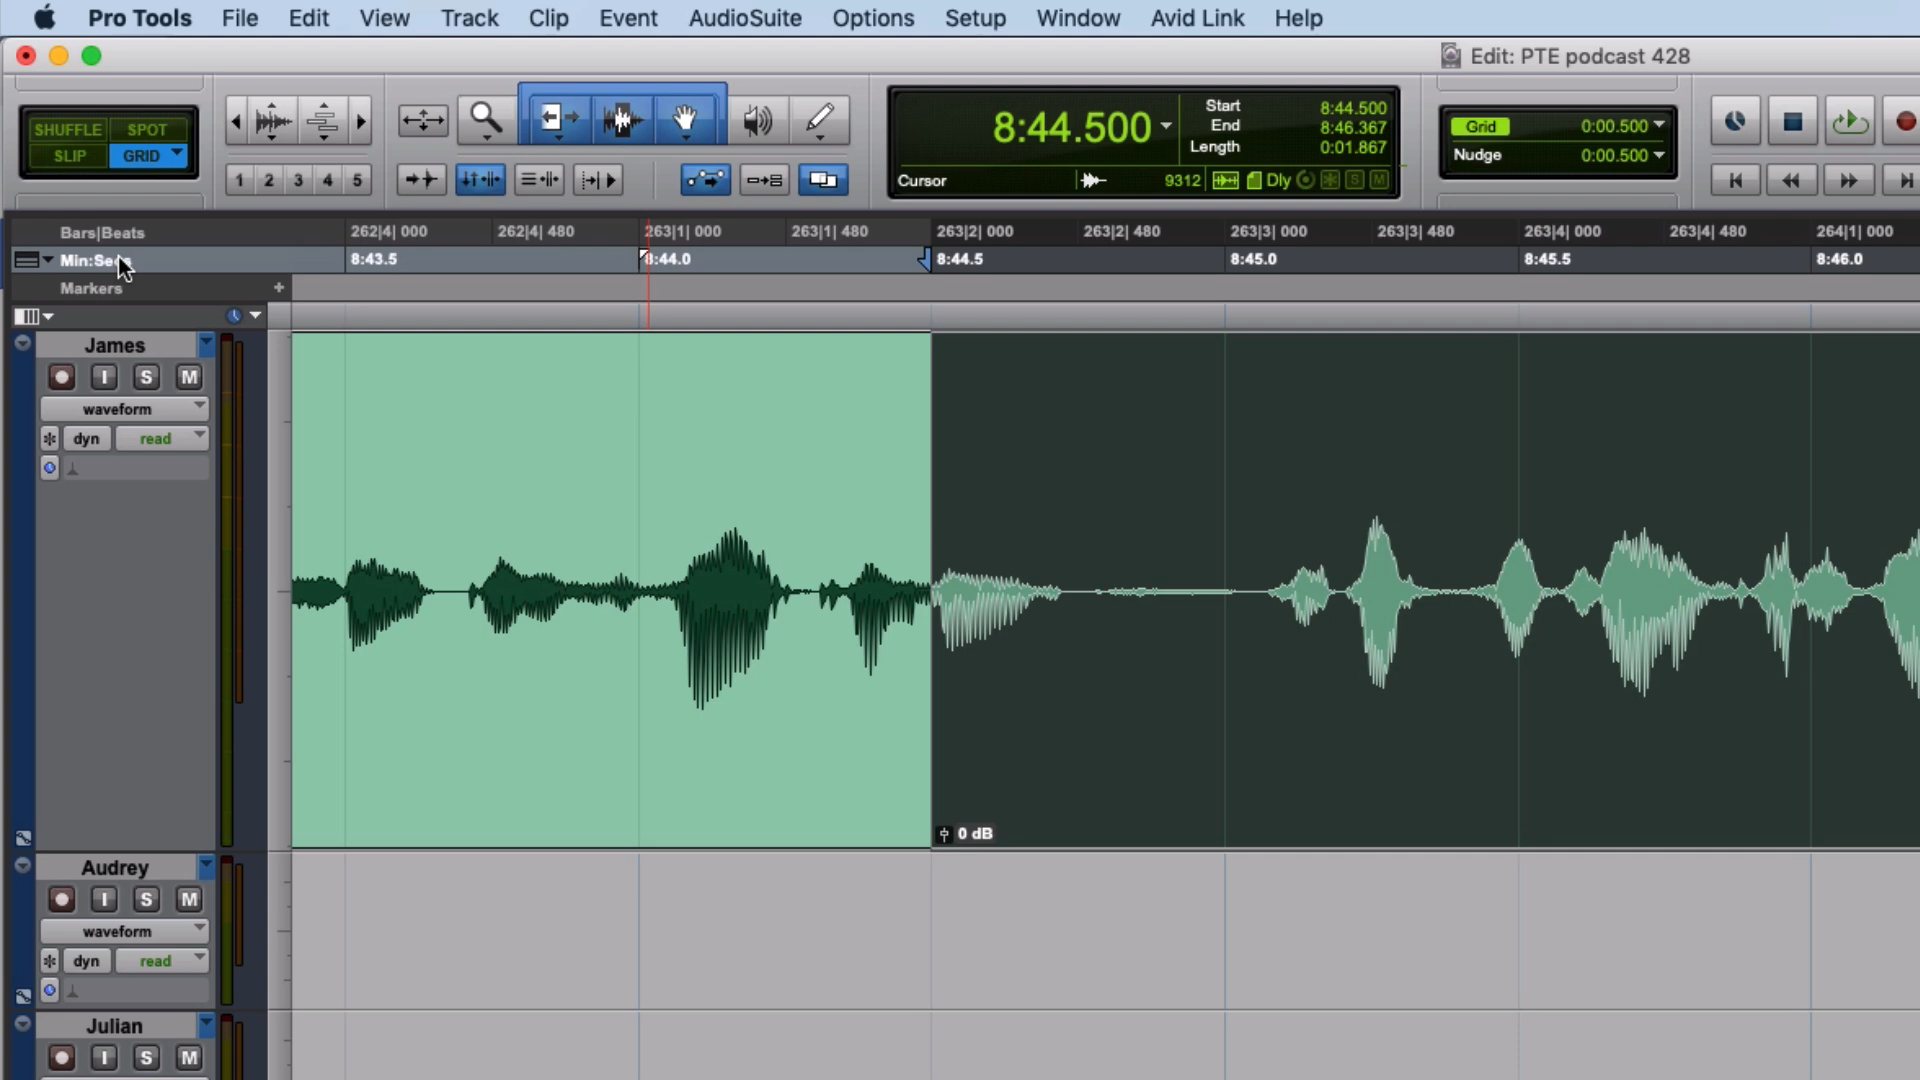 Pro Tools File Edit View Track Clip Event AudioSuite Options Setup Window Avid Link Help
Edit: PTE podcast 428
SHUFFLE SPOT
SLIP GRID
1 2 3 4 5
8:44.500
Start 8:44.500
End 8:46.367
Length 0:01.867
Cursor 9312 Dly S M
Grid 0:00.500
Nudge 0:00.500
Bars|Beats 262|4| 000 262|4| 480 263|1| 000 263|1| 480 263|2| 000 263|2| 480 263|3| 000 263|3| 480 263|4| 000 263|4| 480 264|1| 000
Min:Secs 8:43.5 8:44.0 8:44.5 8:45.0 8:45.5 8:46.0
Markers +
James
I S M
waveform
dyn read
0 dB
Audrey
I S M
waveform
dyn read
Julian
I S M